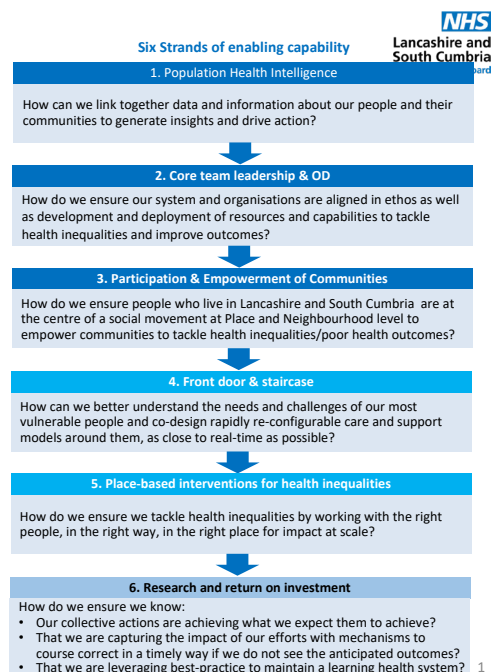 NHS
Lancashire and
South Cumbria
Six Strands of enabling capability
1. Population Health Intelligence
How can we link together data and information about our people and their
communities to generate insights and drive action?
2. Core team leadership & OD
How do we ensure our system and organisations are aligned in ethos as well
as development and deployment of resources and capabilities to tackle
health inequalities and improve outcomes?
3. Participation & Empowerment of Communities
How do we ensure people who live in Lancashire and South Cumbria are at
the centre of a social movement at Place and Neighbourhood level to
empower communities to tackle health inequalities/poor health outcomes?
4. Front door & staircase
How can we better understand the needs and challenges of our most
vulnerable people and co-design rapidly re-configurable care and support
models around them, as close to real-time as possible?
5. Place-based interventions for health inequalities
How do we ensure we tackle health inequalities by working with the right
people, in the right way, in the right place for impact at scale?
6. Research and return on investment
How do we ensure we know:
• Our collective actions are achieving what we expect them to achieve?
• That we are capturing the impact of our efforts with mechanisms to
course correct in a timely way if we do not see the anticipated outcomes?
• That we are leveraging best-practice to maintain a learning health system?
1